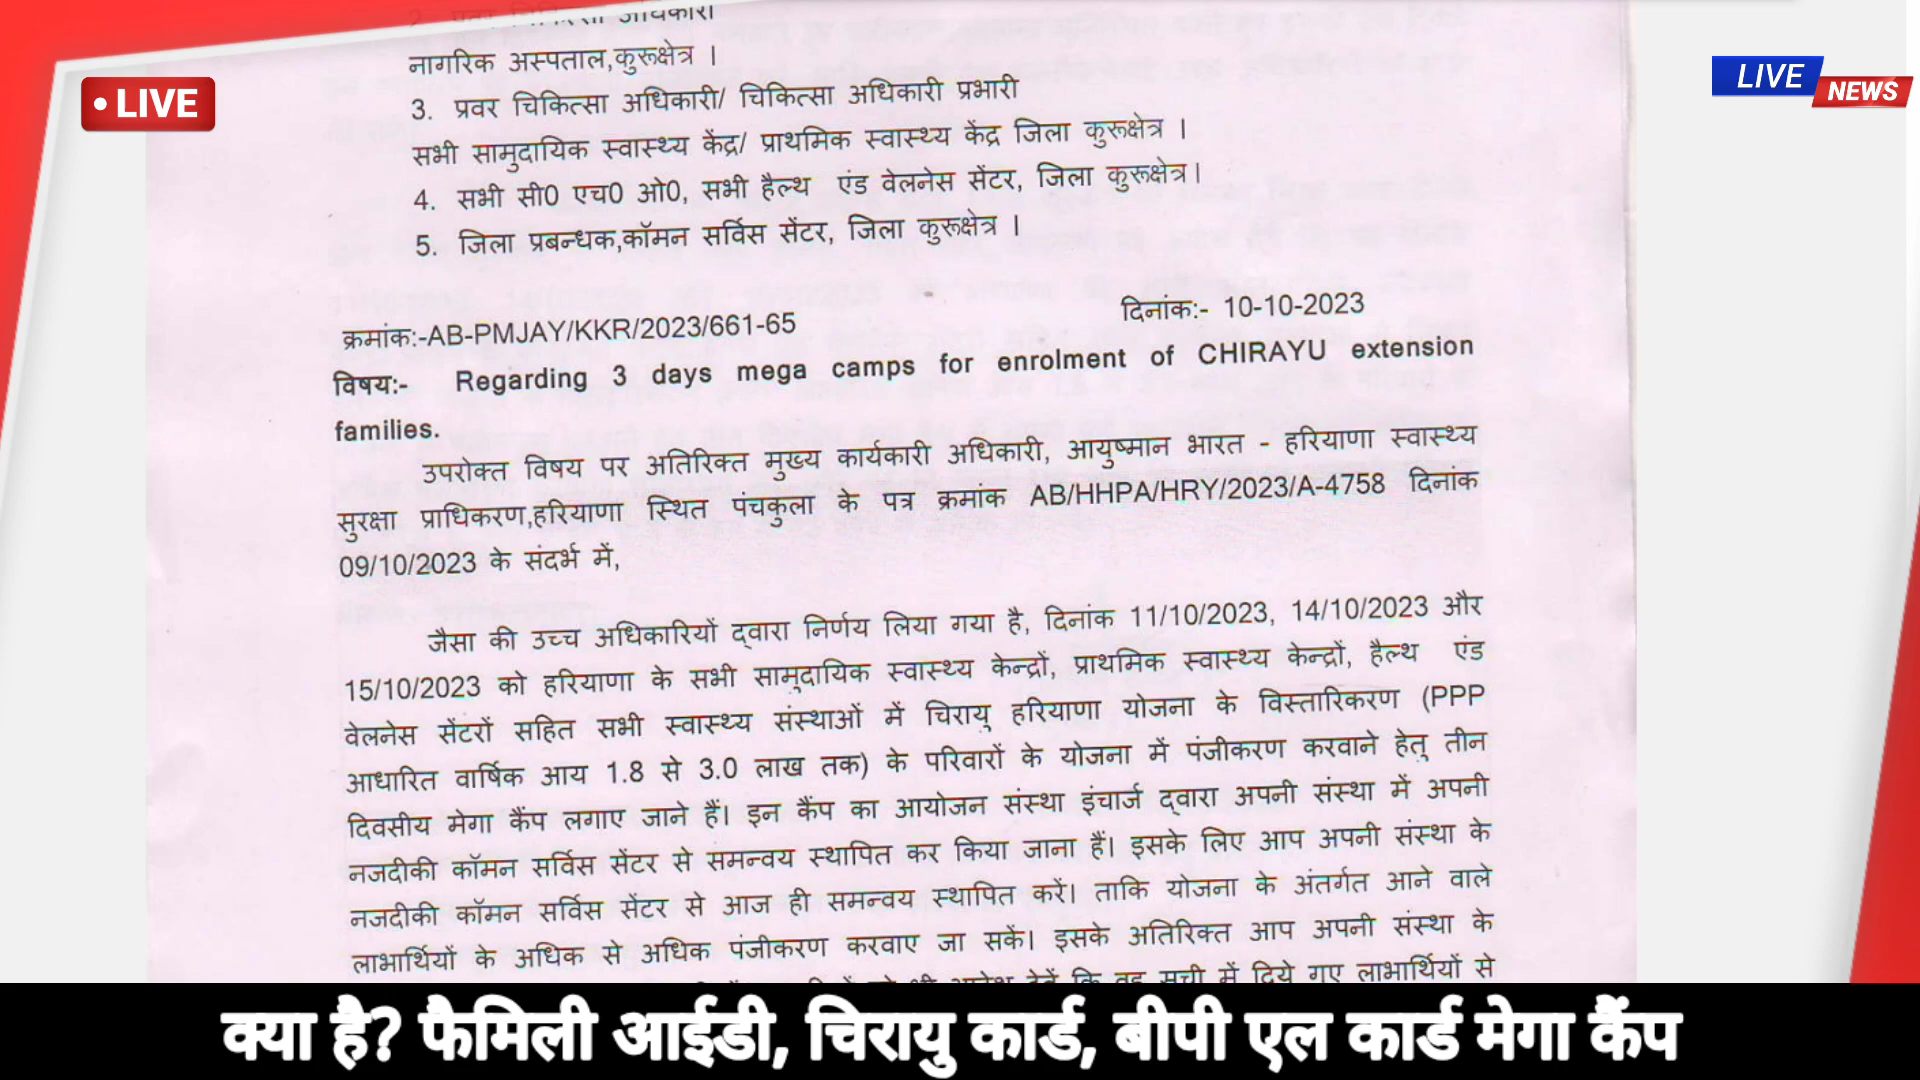 • LIVE
LIVE
NEWS
2. प्रवर चिकित्सा अधिकारी
नागरिक अस्पताल,कुरूक्षेत्र ।
3. प्रवर चिकित्सा अधिकारी/ चिकित्सा अधिकारी प्रभारी
सभी सामुदायिक स्वास्थ्य केंद्र/ प्राथमिक स्वास्थ्य केंद्र जिला कुरूक्षेत्र ।
4. सभी सी0 एच0 ओ0, सभी हैल्थ एंड वेलनेस सेंटर, जिला कुरूक्षेत्र।
5. जिला प्रबन्धक,कॉमन सर्विस सेंटर, जिला कुरूक्षेत्र ।
क्रमांक:-AB-PMJAY/KKR/2023/661-65 दिनांक:- 10-10-2023
विषय:- Regarding 3 days mega camps for enrolment of CHIRAYU extension
families.
उपरोक्त विषय पर अतिरिक्त मुख्य कार्यकारी अधिकारी, आयुष्मान भारत - हरियाणा स्वास्थ्य
सुरक्षा प्राधिकरण,हरियाणा स्थित पंचकुला के पत्र क्रमांक AB/HHPA/HRY/2023/A-4758 दिनांक
09/10/2023 के संदर्भ में,
जैसा की उच्च अधिकारियों द्वारा निर्णय लिया गया है, दिनांक 11/10/2023, 14/10/2023 और
15/10/2023 को हरियाणा के सभी सामुदायिक स्वास्थ्य केन्द्रों, प्राथमिक स्वास्थ्य केन्द्रों, हैल्थ एंड
वेलनेस सेंटरों सहित सभी स्वास्थ्य संस्थाओं में चिरायु हरियाणा योजना के विस्तारिकरण (PPP
आधारित वार्षिक आय 1.8 से 3.0 लाख तक) के परिवारों के योजना में पंजीकरण करवाने हेतु तीन
दिवसीय मेगा कैंप लगाए जाने हैं। इन कैंप का आयोजन संस्था इंचार्ज द्वारा अपनी संस्था में अपनी
नजदीकी कॉमन सर्विस सेंटर से समन्वय स्थापित कर किया जाना हैं। इसके लिए आप अपनी संस्था के
नजदीकी कॉमन सर्विस सेंटर से आज ही समन्वय स्थापित करें। ताकि योजना के अंतर्गत आने वाले
लाभार्थियों के अधिक से अधिक पंजीकरण करवाए जा सकें। इसके अतिरिक्त आप अपनी संस्था के
भी आदेश देवें कि वह सूची में दिये गए लाभार्थियों से
क्या है? फैमिली आईडी, चिरायु कार्ड, बीपी एल कार्ड मेगा कैंप